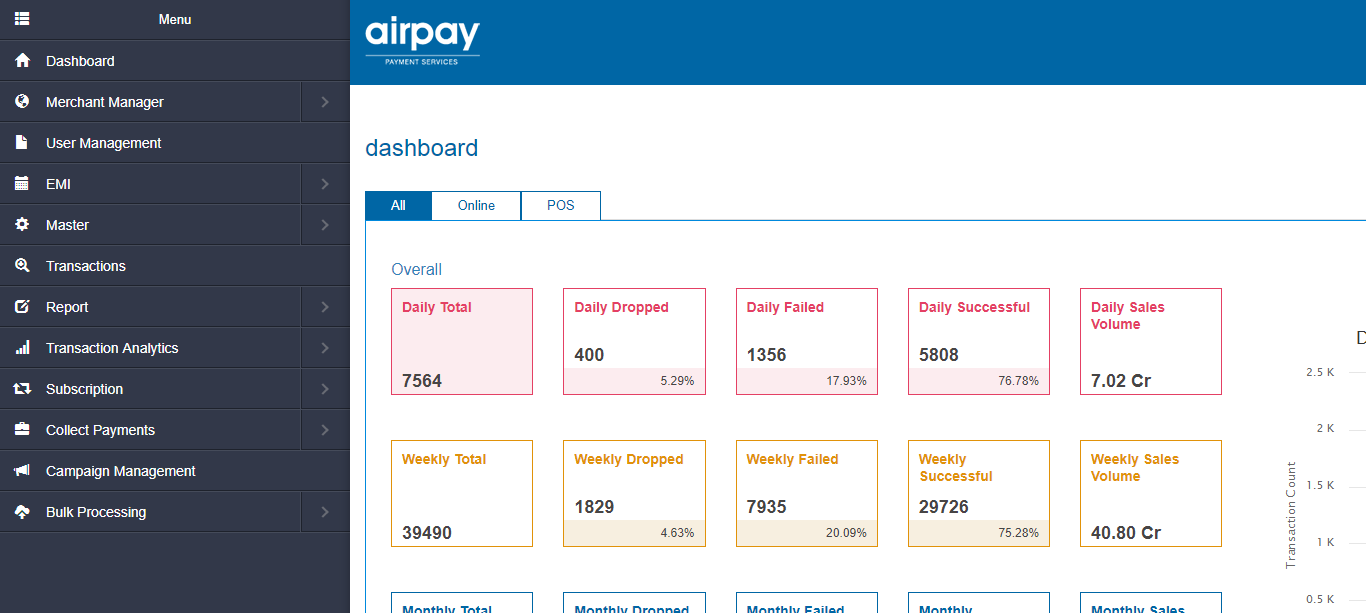 Menu
Dashboard
Merchant Manager
User Management
EMI
Master
Transactions
Report
Transaction Analytics
Subscription
Collect Payments
Campaign Management
Bulk Processing
airpay
PAYMENT SERVICES
dashboard
All Online POS
Overall
Daily Total
7564
Daily Dropped
400
5.29%
Daily Failed
1356
17.93%
Daily Successful
5808
76.78%
Daily Sales
Volume
7.02 Cr
Weekly Total
39490
Weekly Dropped
1829
4.63%
Weekly Failed
7935
20.09%
Weekly
Successful
29726
75.28%
Weekly Sales
Volume
40.80 Cr
Monthly Total
Monthly Dropped
Monthly Failed
Monthly
Monthly Sales
D
2.5 K
2 K
1.5 K
1 K
0.5 K
Transaction Count